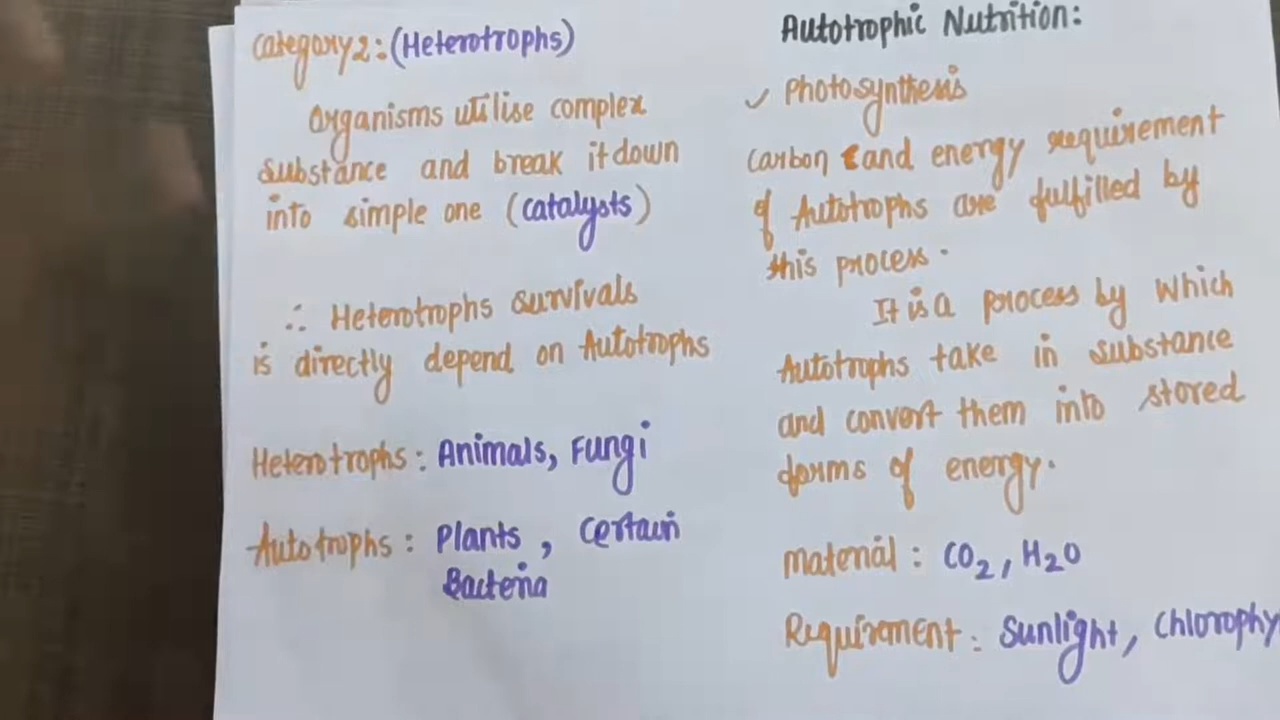 Category 2: (Heterotrophs)
Organisms utilise complex
substance and break it down
into simple one (catalysts)
∴ Heterotrophs survivals
is directly depend on Autotrophs
Heterotrophs: Animals, Fungi
Autotrophs: Plants, Certain
Bacteria
Autotrophic Nutrition:
✓ Photosynthesis
Carbon and energy requirement
of Autotrophs are fulfilled by
this process.
It is a process by which
Autotrophs take in substance
and convert them into stored
forms of energy.
Material: CO₂, H₂O
Requirement: Sunlight, Chlorophy